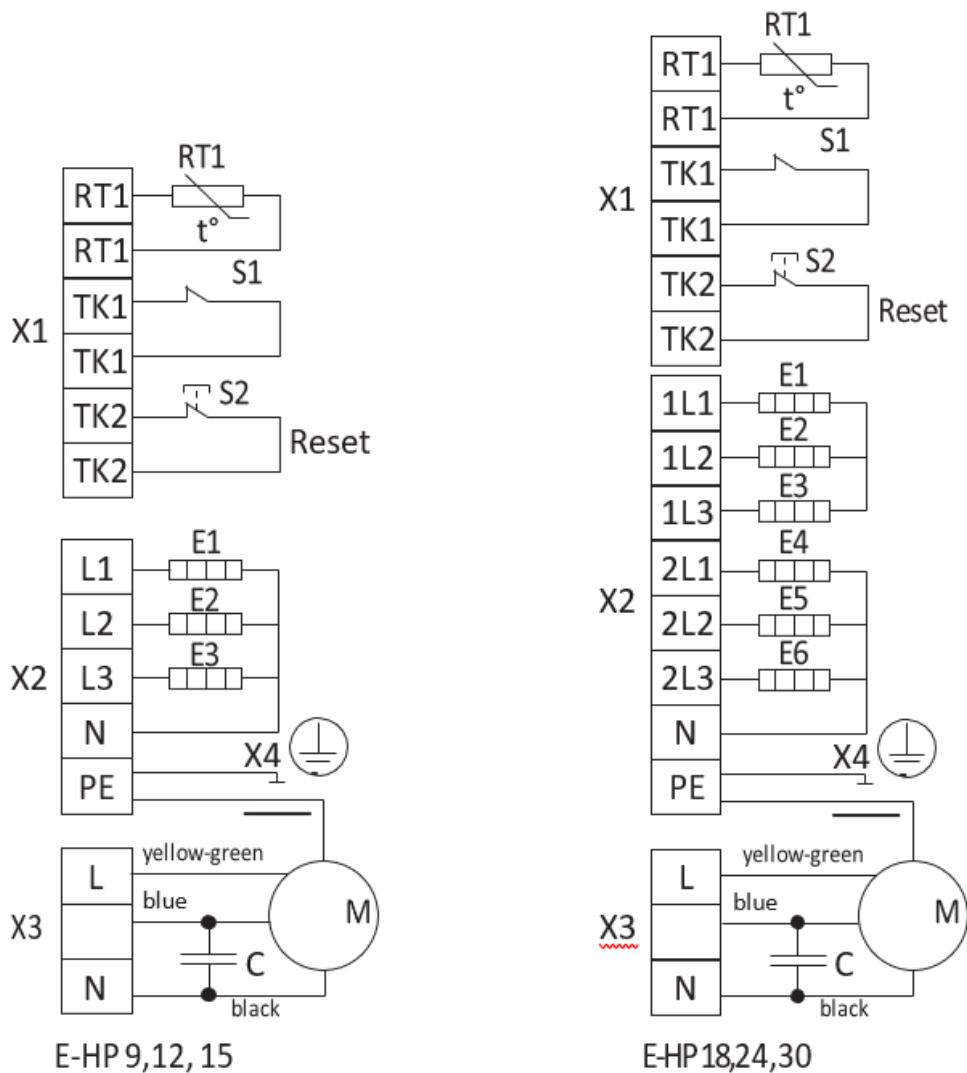 RT1
RT1
t°
RT1
TK1
S1
TK1
X1
TK2
S2
TK2
Reset
L1
E1
L2
E2
X2
L3
E3
N
X4
PE
yellow-green
L
blue
M
X3
C
N
black
E-HP 9,12, 15
RT1
RT1
t°
RT1
TK1
S1
X1
TK1
TK2
S2
Reset
TK2
E1
1L1
E2
1L2
E3
1L3
E4
2L1
X2
E5
2L2
E6
2L3
N
X4
PE
yellow-green
L
blue
M
X3
C
N
black
E-HP 18,24,30